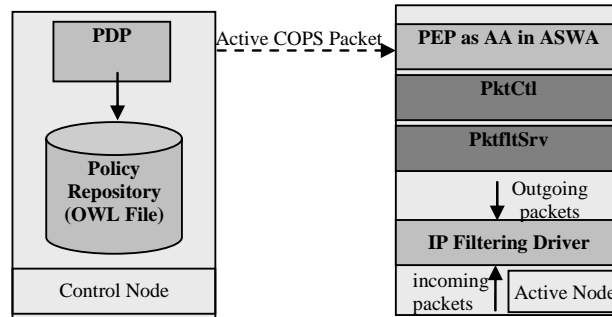 PDP
Policy
Repository
(OWL File)
Control Node
Active COPS Packet
PEP as AA in ASWA
PktCtl
PktfltSrv
Outgoing
packets
IP Filtering Driver
incoming
packets
Active Node